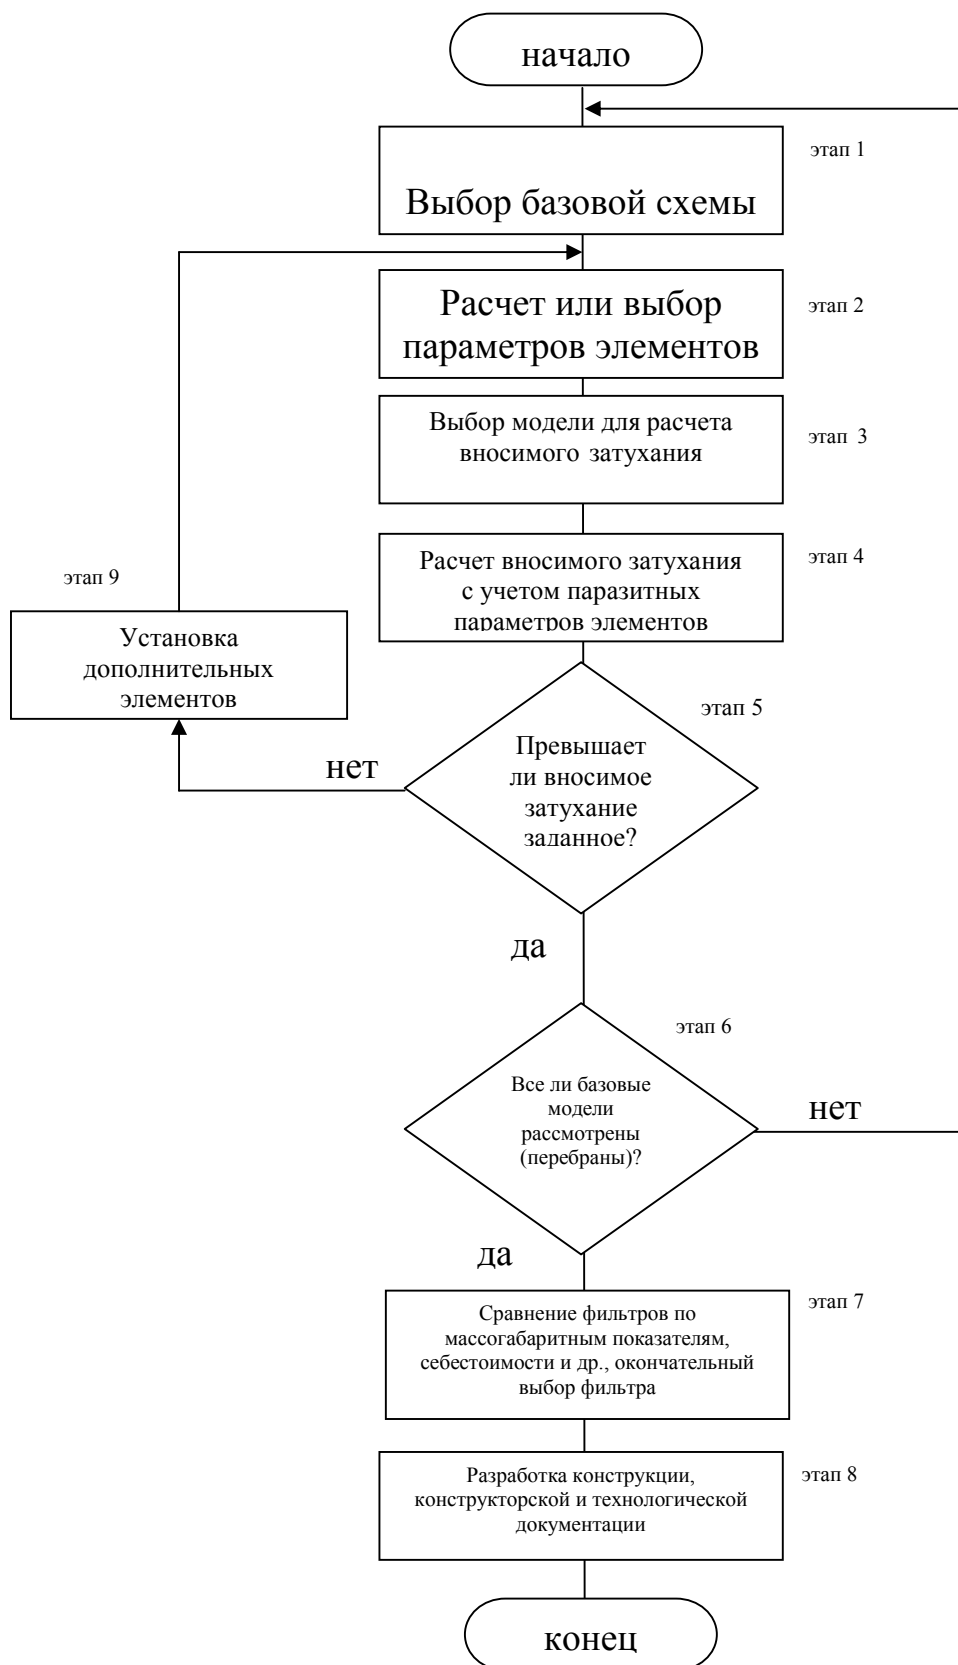 начало
этап 1
Выбор базовой схемы
Расчет или выбор
параметров элементов
этап 2
Выбор модели для расчета
вносимого затухания
этап 3
Расчет вносимого затухания
с учетом паразитных
параметров элементов
этап 4
этап 9
Установка
дополнительных
элементов
этап 5
Превышает
ли вносимое
затухание
заданное?
нет
да
этап 6
Все ли базовые
модели
рассмотрены
(перебраны)?
нет
да
этап 7
Сравнение фильтров по
массогабаритным показателям,
себестоимости и др., окончательный
выбор фильтра
этап 8
Разработка конструкции,
конструкторской и технологической
документации
конец